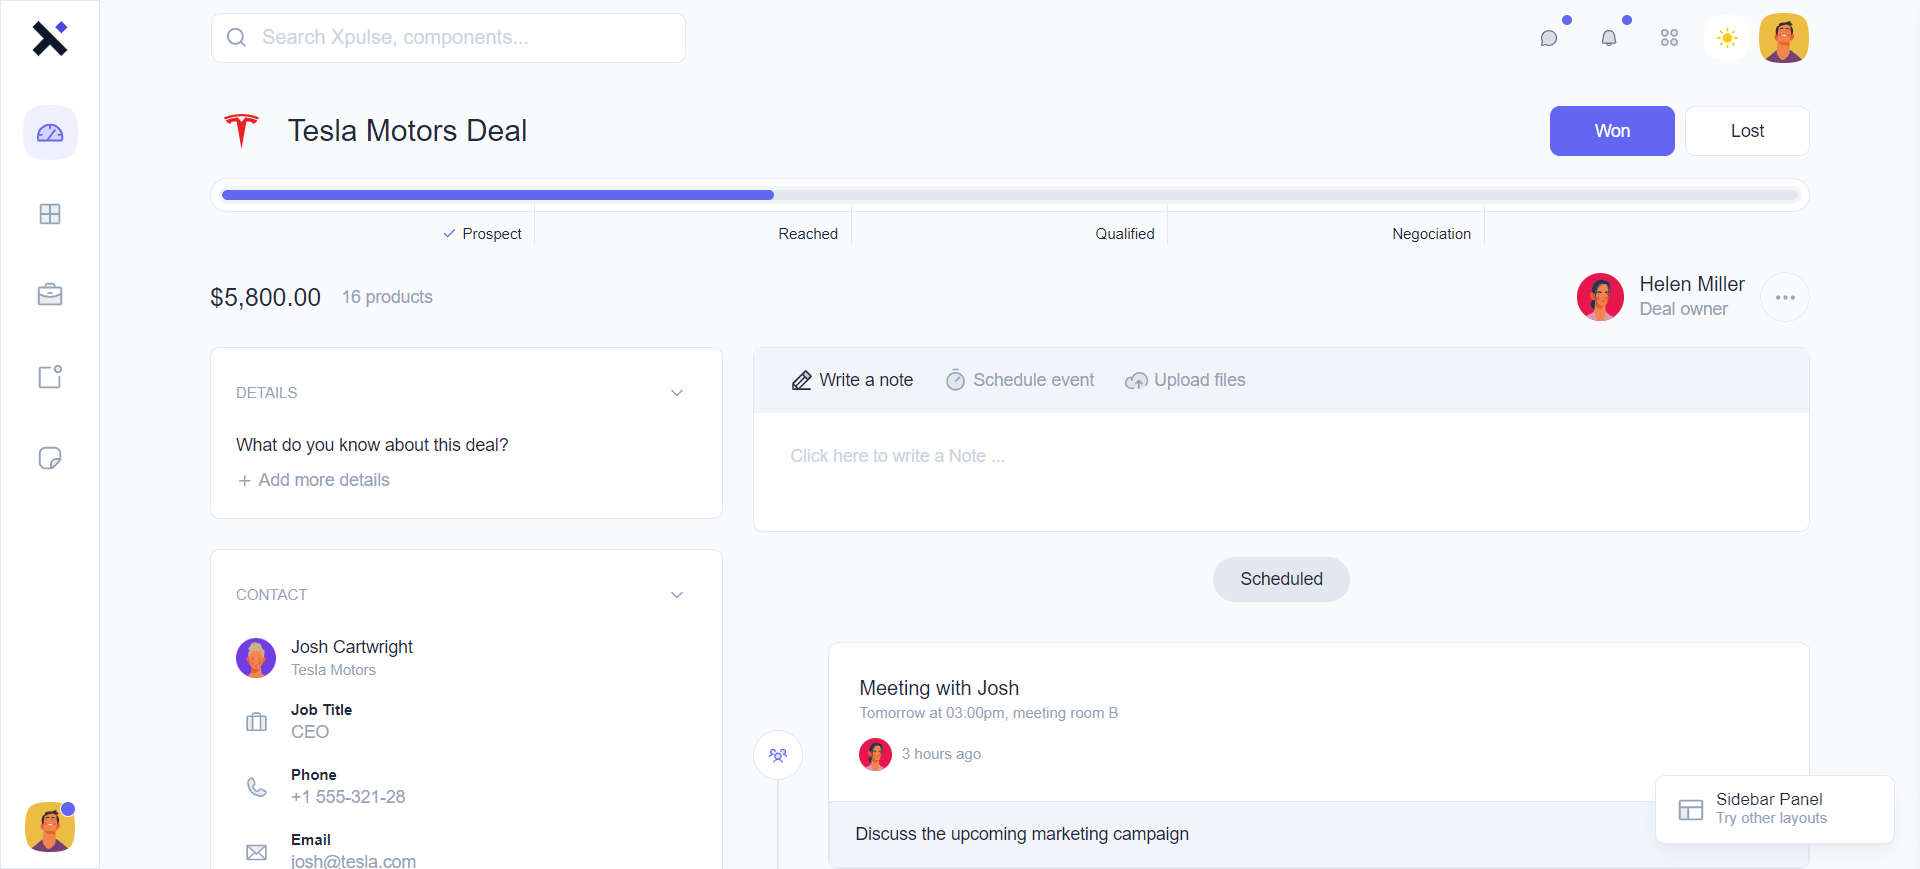 Search Xpulse, components...
Tesla Motors Deal
Won
Lost
Prospect
Reached
Qualified
Negociation
$5,800.00
16 products
Helen Miller
Deal owner
DETAILS
What do you know about this deal?
Add more details
CONTACT
Josh Cartwright
Tesla Motors
Job Title
CEO
Phone
+1 555-321-28
Email
josh@tesla.com
Write a note
Schedule event
Upload files
Click here to write a Note ...
Scheduled
Meeting with Josh
Tomorrow at 03:00pm, meeting room B
3 hours ago
Discuss the upcoming marketing campaign
Sidebar Panel
Try other layouts